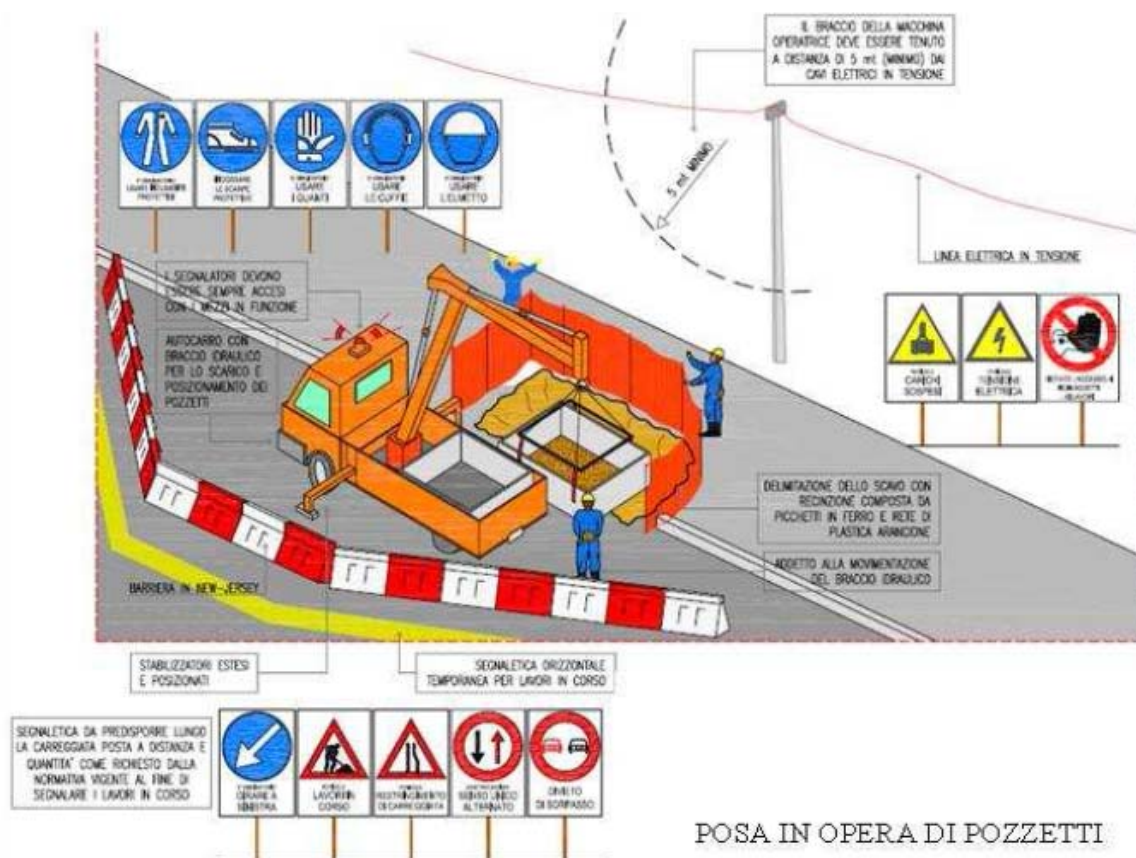 IL BRACCIO DELLA MACCHINA
OPERATRICE DEVE ESSERE TENUTO
A DISTANZA DI 5 mt. (MINIMO) DAI
CAVI ELETTRICI IN TENSIONE
5 mt. MINIMO
LINEA ELETTRICA IN TENSIONE
USARE
I GUANTI
USARE
LE CUFFIE
USARE
L'ELMETTO
I SEGNALATORI DEVONO
ESSERE SEMPRE ACCESI
CON I MEZZI IN FUNZIONE
AUTOCARRO CON
BRACCIO IDRAULICO
PER LO SCARICO E
POSIZIONAMENTO DEI
POZZETTI
CARICHI
SOSPESI
TENSIONE
ELETTRICA
DELIMITAZIONE DELLO SCAVO CON
RECINZIONE COMPOSTA DA
PICCHETTI IN FERRO E RETE DI
PLASTICA ARANCIONE
ADDETTO ALLA MOVIMENTAZIONE
DEL BRACCIO IDRAULICO
BARRIERA IN NEW-JERSEY
STABILIZZATORI ESTESI
E POSIZIONATI
SEGNALETICA ORIZZONTALE
TEMPORANEA PER LAVORI IN CORSO
SEGNALETICA DA PREDISPORRE LUNGO
LA CARREGGIATA POSTA A DISTANZA E
QUANTITA' COME RICHIESTO DALLA
NORMATIVA VIGENTE AL FINE DI
SEGNALARE I LAVORI IN CORSO
GIRARE A
SINISTRA
LAVORI IN
CORSO
RESTRINGIMENTO
DI CARREGGIATA
SENSO UNICO
ALTERNATO
DIVIETO
DI SORPASSO
POSA IN OPERA DI POZZETTI